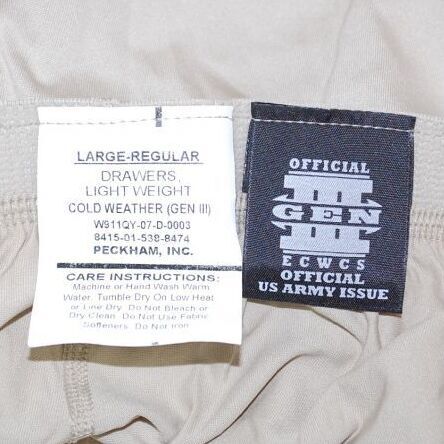 LARGE-REGULAR
DRAWERS,
LIGHT WEIGHT
COLD WEATHER (GEN III)
W911QY-07-D-0003
8415-01-538-8474
PECKHAM, INC.
CARE INSTRUCTIONS:
Machine or Hand Wash Warm
Water. Tumble Dry On Low Heat
or Line Dry. Do Not Bleach or
Dry Clean. Do Not Use Fabric
Softeners. Do Not Iron
OFFICIAL
III
GEN
ECWCS
OFFICIAL
US ARMY ISSUE